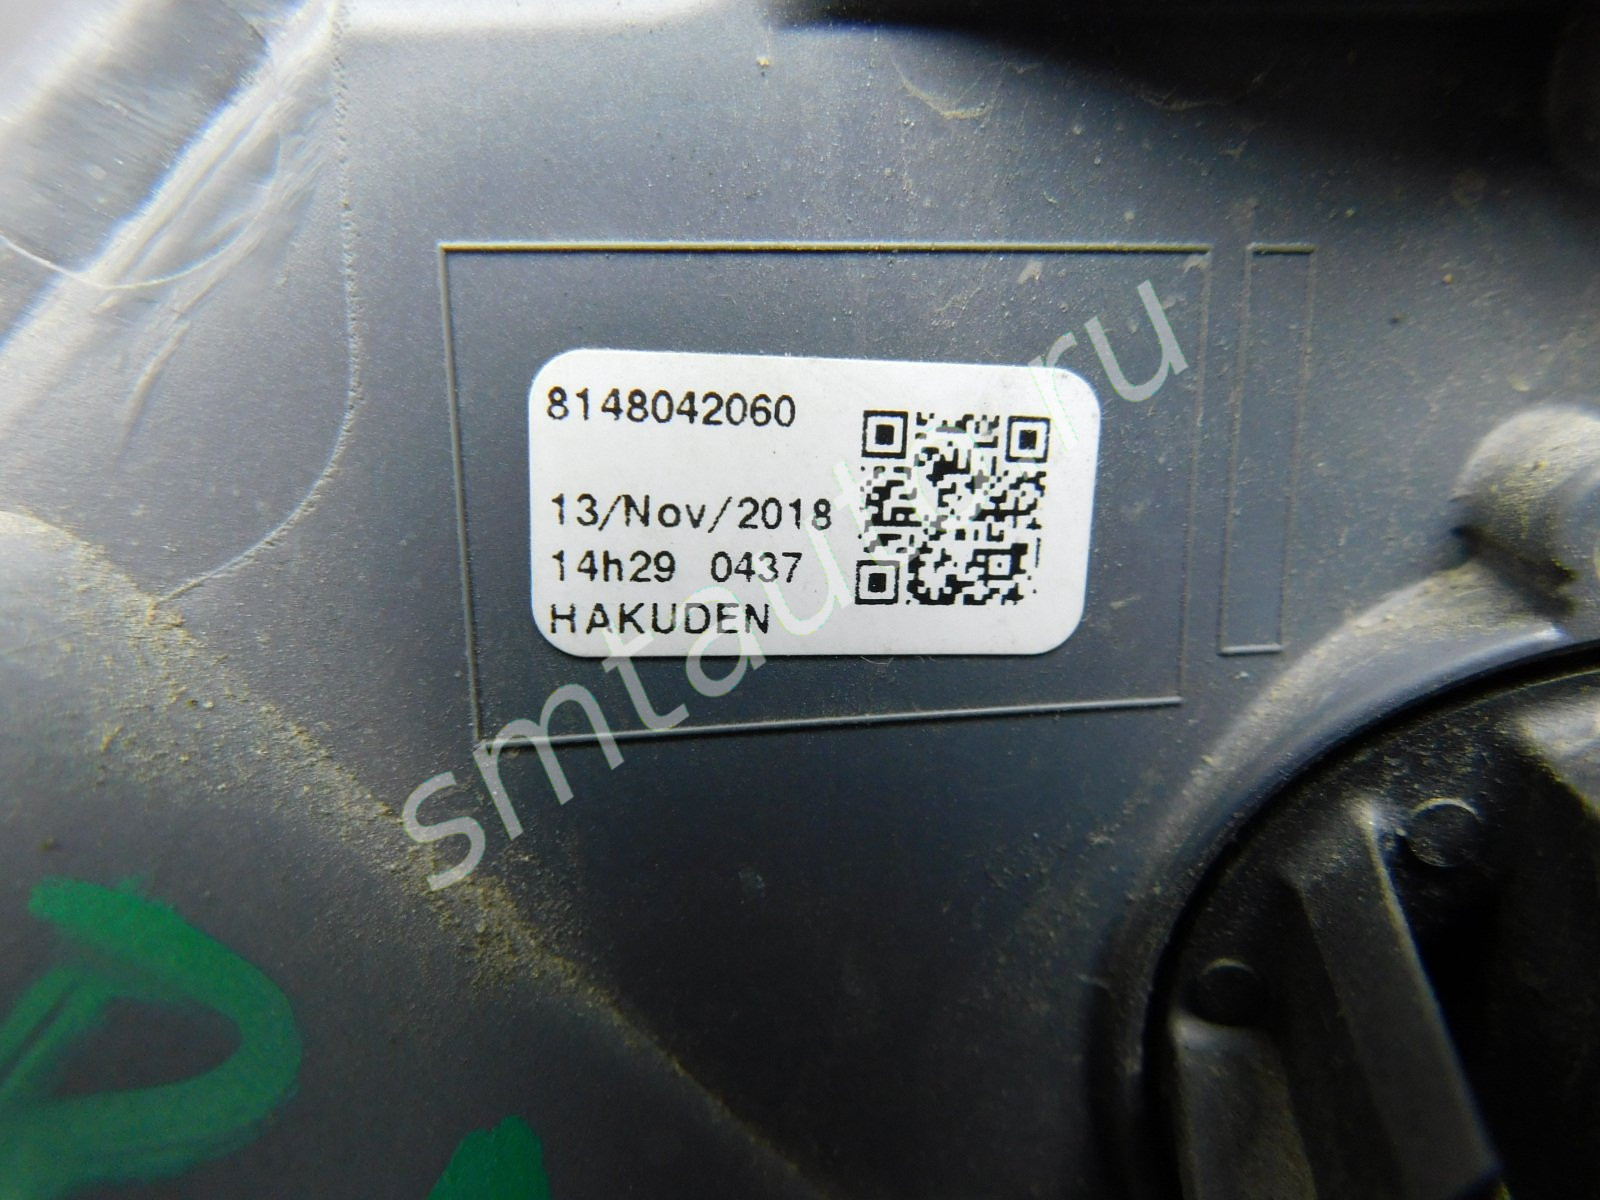 8148042060
13/Nov/2018
14h29 0437
HAKUDEN
smtauto.ru